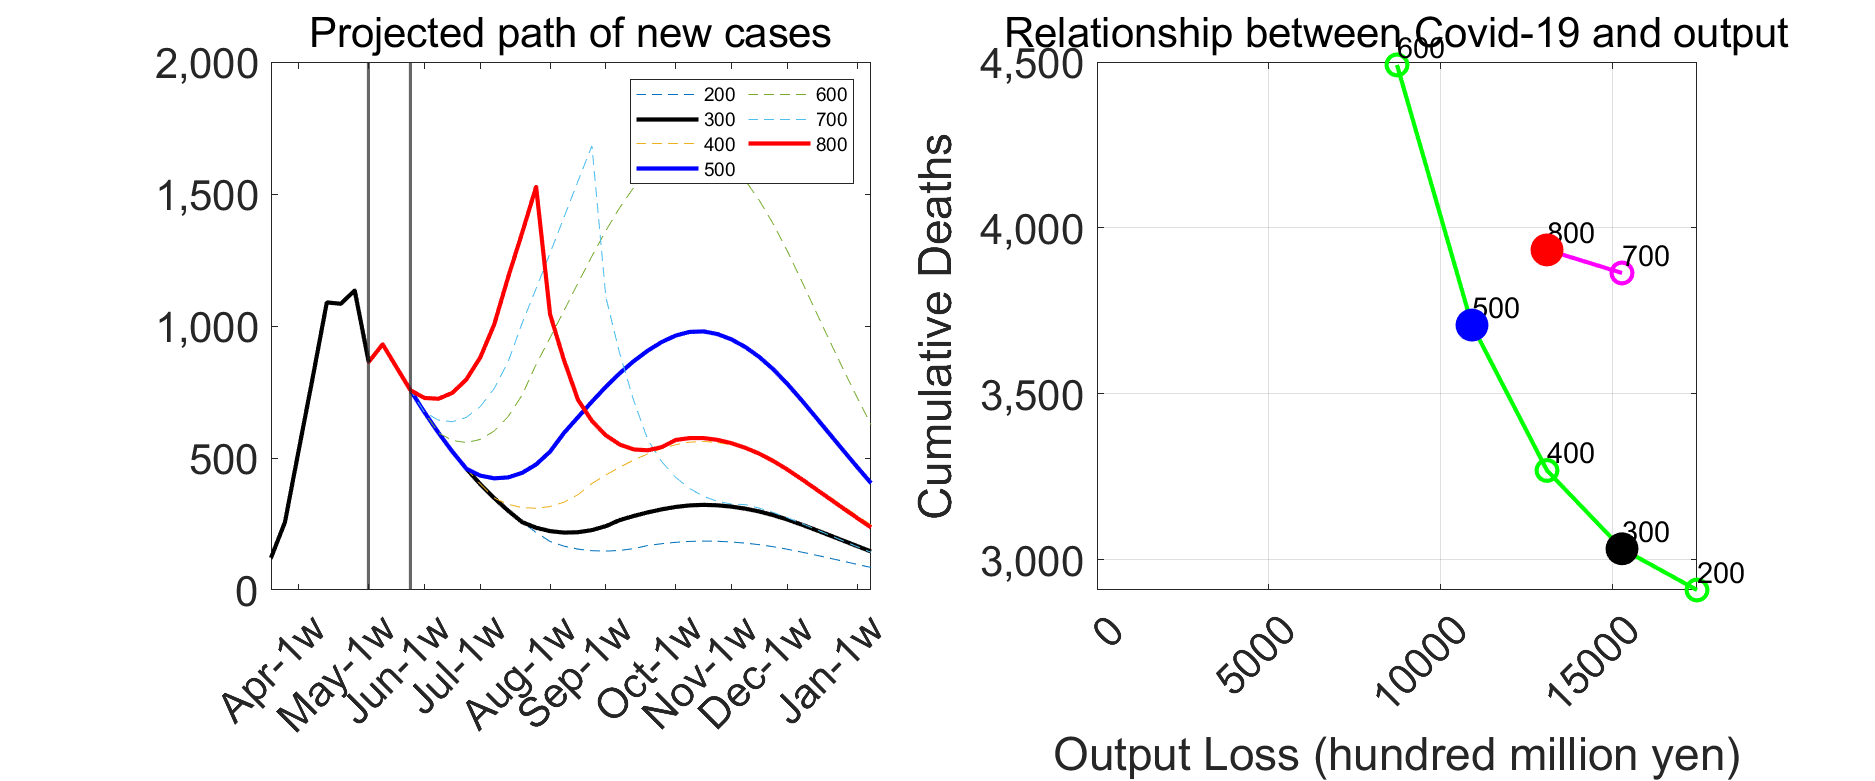 Projected path of new cases
2,000
1,500
1,000
500
0
200
300
400
500
600
700
800
Apr-1w
May-1w
Jun-1w
Jul-1w
Aug-1w
Sep-1w
Oct-1w
Nov-1w
Dec-1w
Jan-1w
Relationship between Covid-19 and output
Cumulative Deaths
4,500
4,000
3,500
3,000
600
800
700
500
400
300
200
0
5000
10000
15000
Output Loss (hundred million yen)